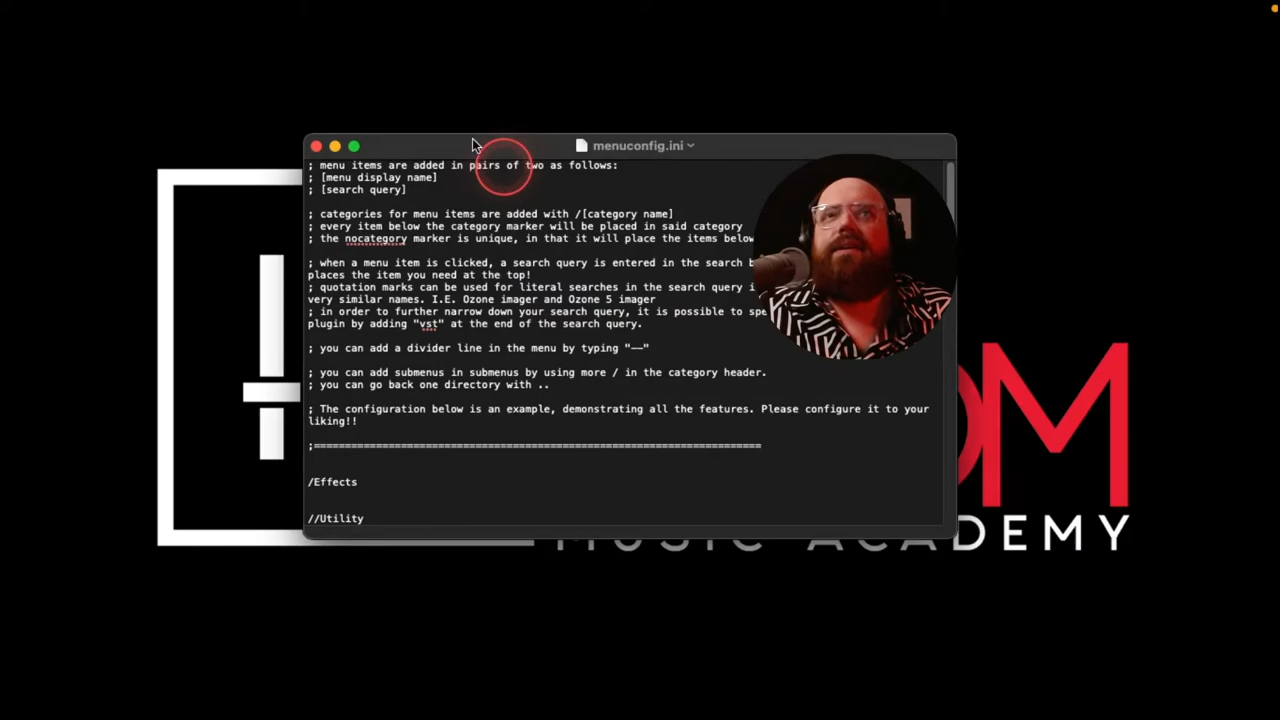 menuconfig.ini
; menu items are added in pairs of two as follows:
; [menu display name]
; [search query]
; categories for menu items are added with /[category name]
; every item below the category marker will be placed in said category
; the nocategory marker is unique, in that it will place the items below
; when a menu item is clicked, a search query is entered in the search b
places the item you need at the top!
; quotation marks can be used for literal searches in the search query i
very similar names. I.E. Ozone imager and Ozone 5 imager
; in order to further narrow down your search query, it is possible to spe
plugin by adding "vst" at the end of the search query.
; you can add a divider line in the menu by typing "——"
; you can add submenus in submenus by using more / in the category header.
; you can go back one directory with ..
; The configuration below is an example, demonstrating all the features. Please configure it to your
liking!!
;=========================================================================
/Effects
//Utility
OM
MUSIC ACADEMY